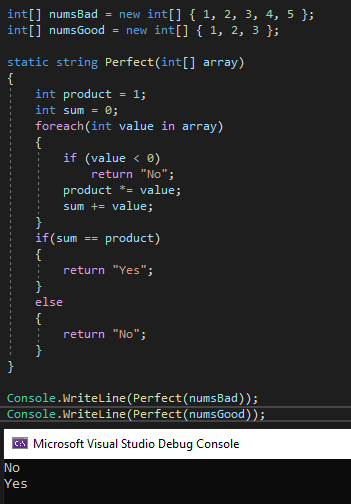 int[] numsBad = new int[] { 1, 2, 3, 4, 5 };
int[] numsGood = new int[] { 1, 2, 3 };

static string Perfect(int[] array)
{
    int product = 1;
    int sum = 0;
    foreach(int value in array)
    {
        if (value < 0)
            return "No";
        product *= value;
        sum += value;
    }
    if(sum == product)
    {
        return "Yes";
    }
    else
    {
        return "No";
    }
}

Console.WriteLine(Perfect(numsBad));
Console.WriteLine(Perfect(numsGood));
C:\ Microsoft Visual Studio Debug Console
No
Yes